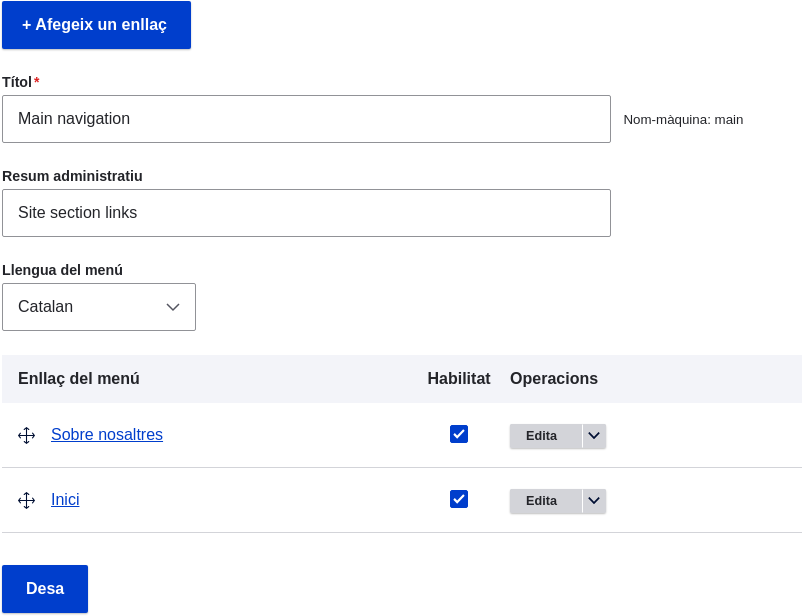 + Afegeix un enllaç
Títol*
Main navigation
Nom-màquina: main
Resum administratiu
Site section links
Llengua del menú
Catalan
Enllaç del menú Habilitat Operacions
Sobre nosaltres Edita
Inici Edita
Desa